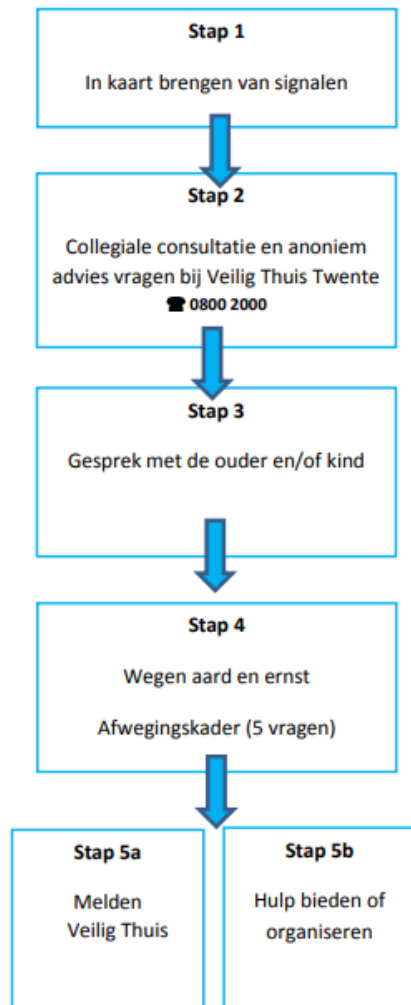 Stap 1
In kaart brengen van signalen
Stap 2
Collegiale consultatie en anoniem
advies vragen bij Veilig Thuis Twente
☎ 0800 2000
Stap 3
Gesprek met de ouder en/of kind
Stap 4
Wegen aard en ernst
Afwegingskader (5 vragen)
Stap 5a
Melden
Veilig Thuis
Stap 5b
Hulp bieden of
organiseren